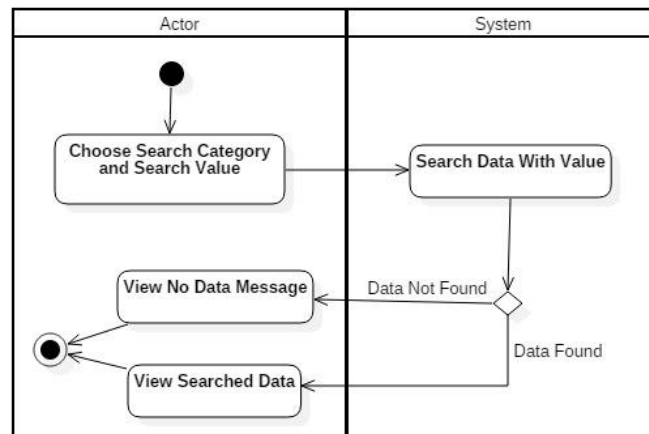 Actor
System
Choose Search Category
and Search Value
Search Data With Value
View No Data Message
Data Not Found
Data Found
View Searched Data